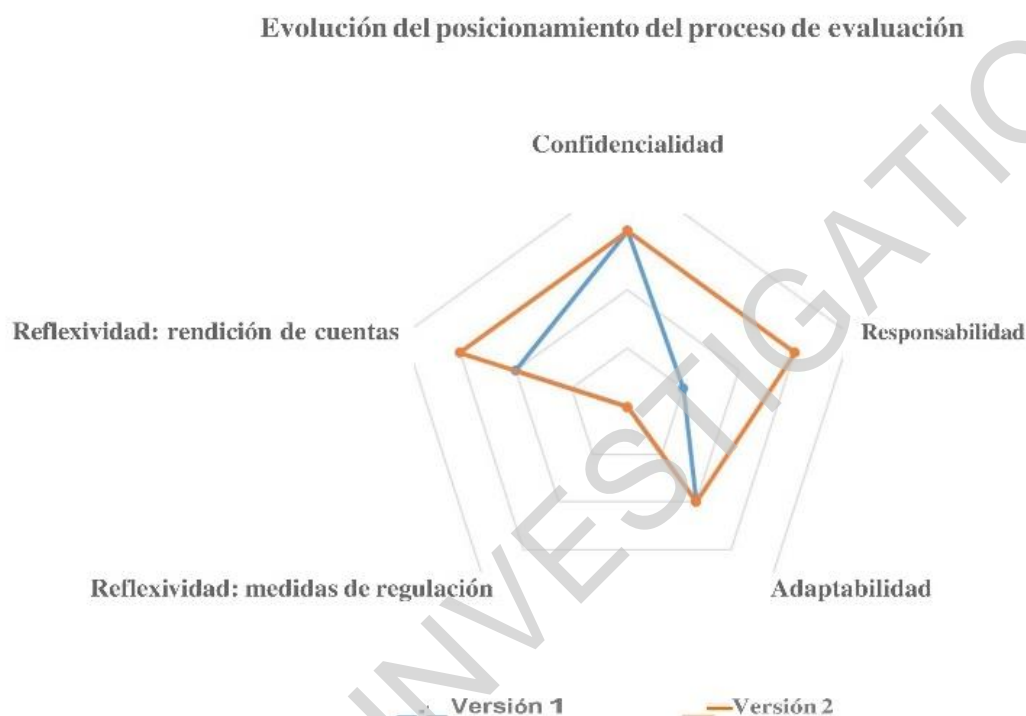 Evolución del posicionamiento del proceso de evaluación
Confidencialidad
Reflexividad: rendición de cuentas
Responsabilidad
Reflexividad: medidas de regulación
Adaptabilidad
Versión 1
Versión 2
INVESTIGATIO